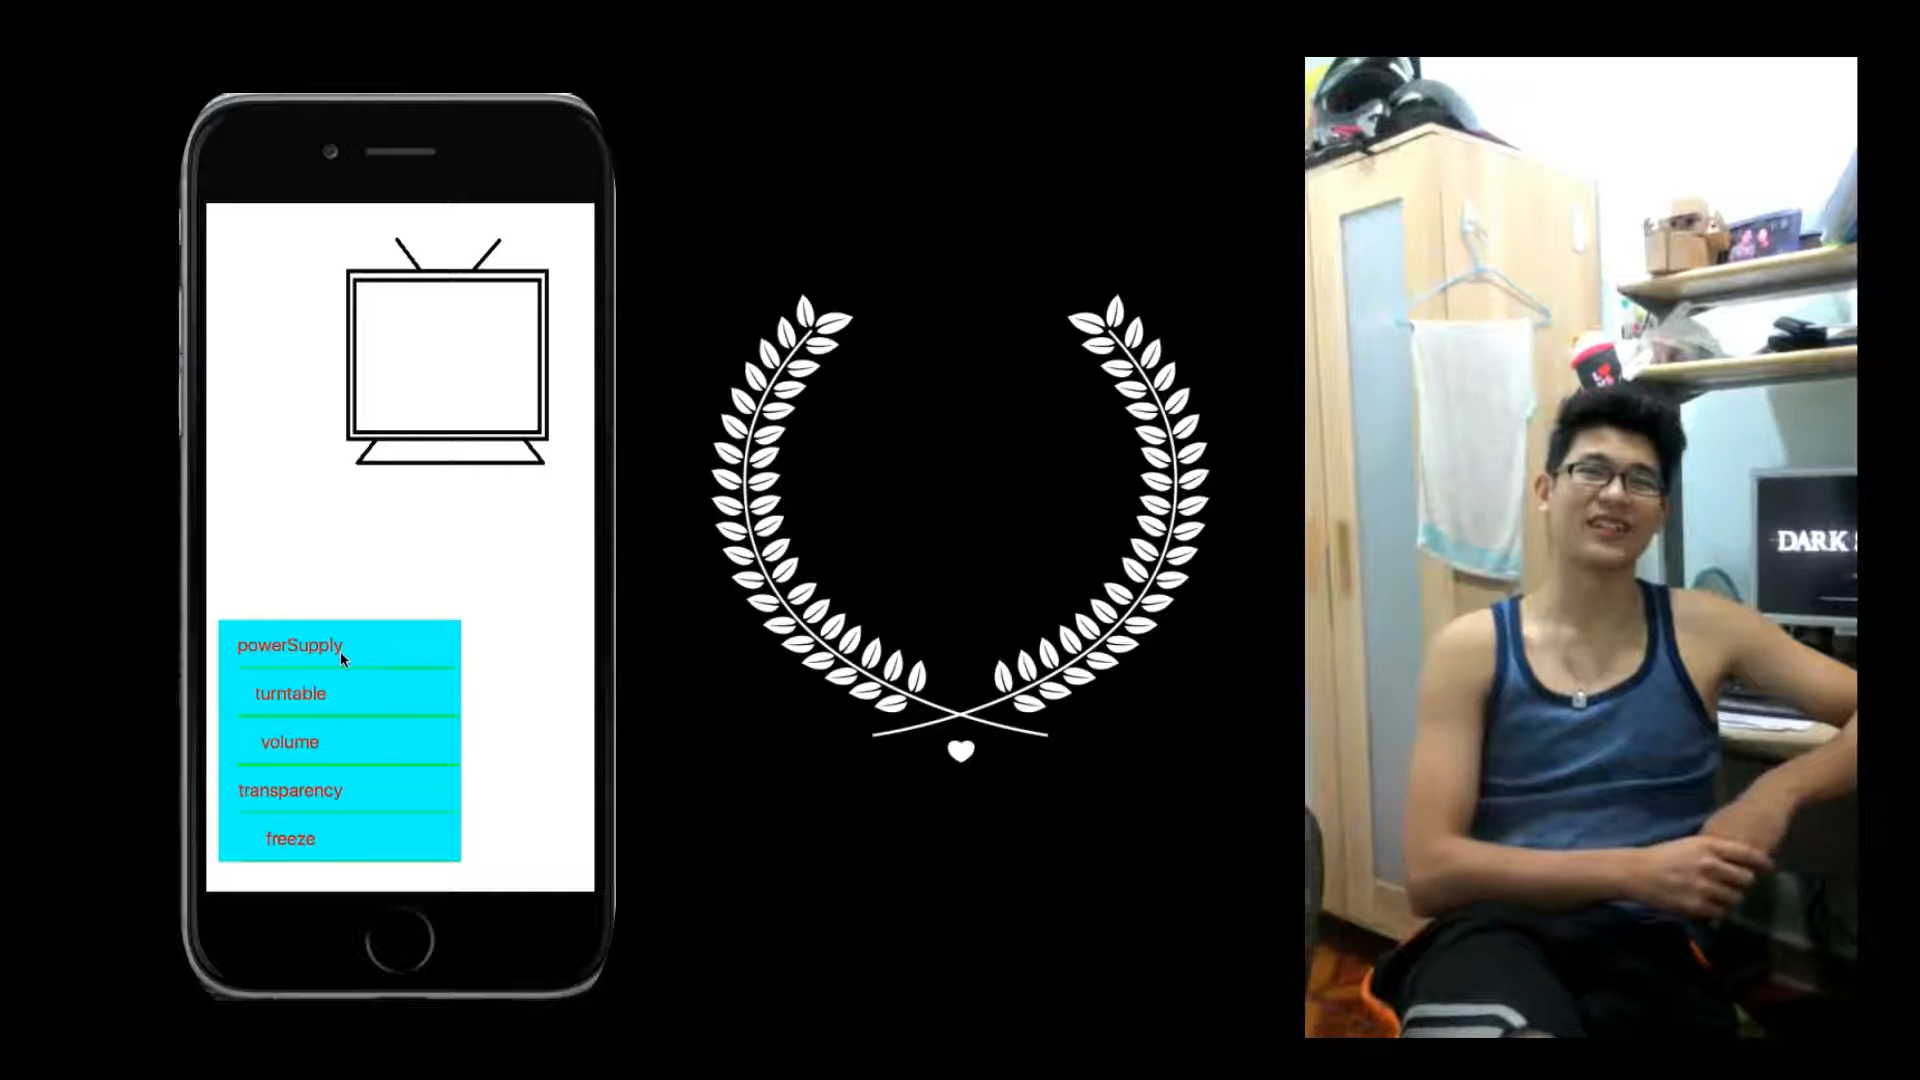 powerSupply
turntable
volume
transparency
freeze
DARK